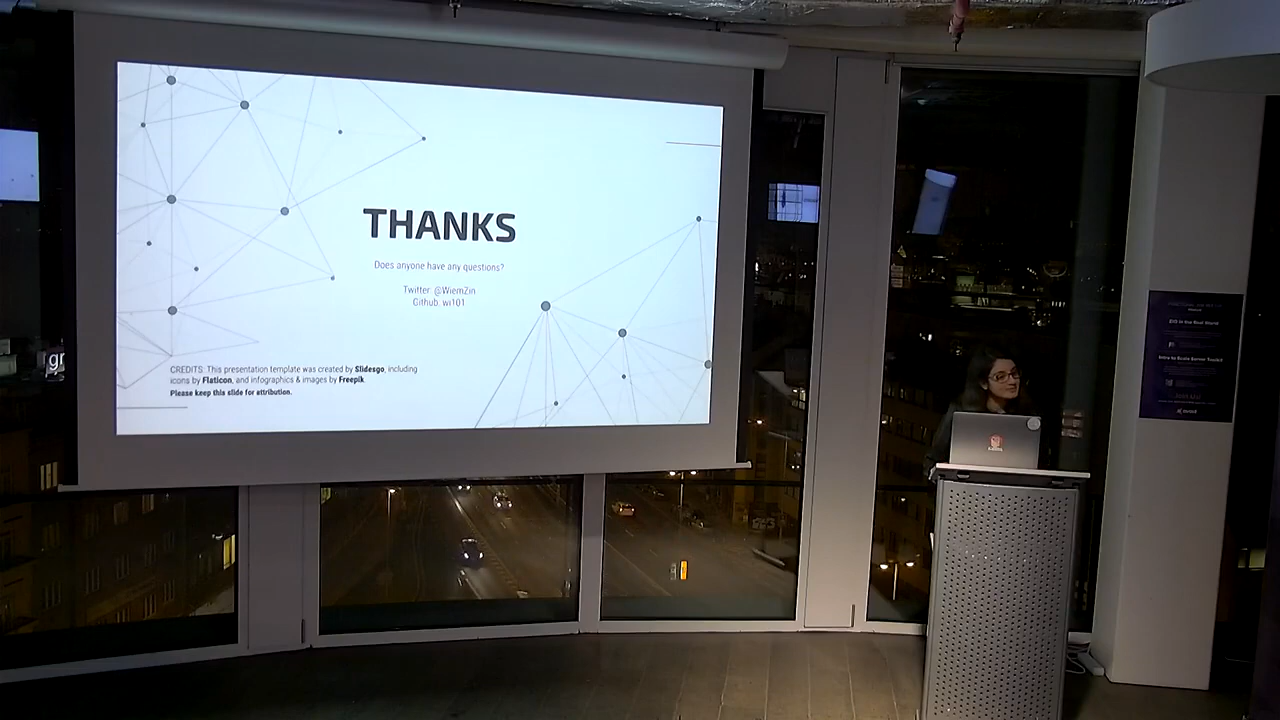 THANKS
Does anyone have any questions?
Twitter: @WiemZin
Github: wi101
CREDITS: This presentation template was created by Slidesgo, including
icons by Flaticon, and infographics & images by Freepik.
Please keep this slide for attribution.
gr
ZIO in the Real World
Intro to Scala Server Toolkit